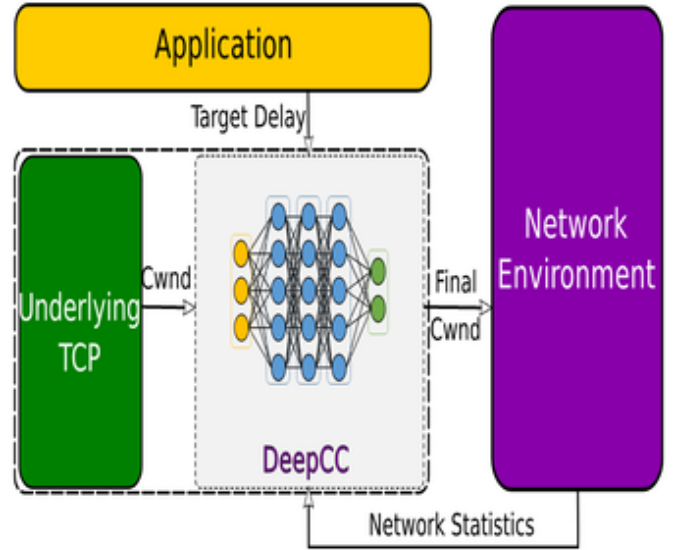 Application
Target Delay
Underlying
TCP
Cwnd
DeepCC
Final
Cwnd
Network
Environment
Network Statistics